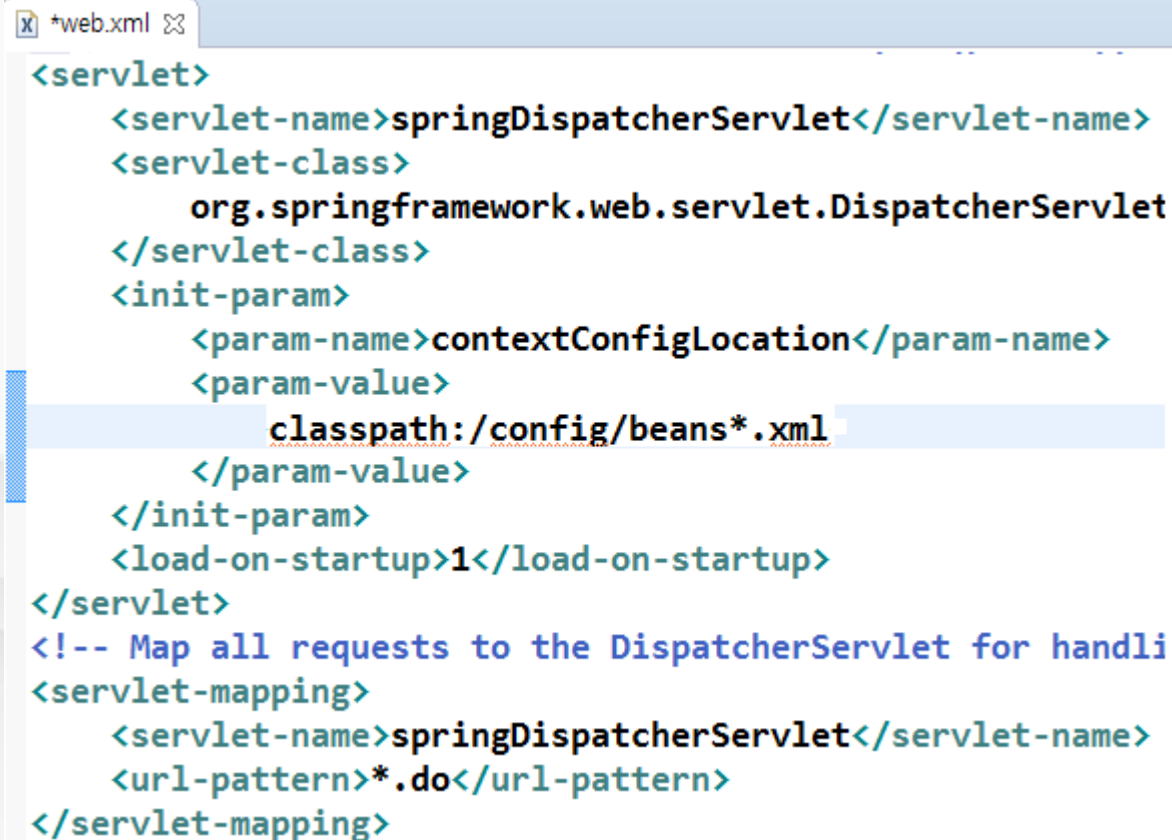 *web.xml
<servlet>
    <servlet-name>springDispatcherServlet</servlet-name>
    <servlet-class>
        org.springframework.web.servlet.DispatcherServlet
    </servlet-class>
    <init-param>
        <param-name>contextConfigLocation</param-name>
        <param-value>
            classpath:/config/beans*.xml
        </param-value>
    </init-param>
    <load-on-startup>1</load-on-startup>
</servlet>
<!-- Map all requests to the DispatcherServlet for handli
<servlet-mapping>
    <servlet-name>springDispatcherServlet</servlet-name>
    <url-pattern>*.do</url-pattern>
</servlet-mapping>